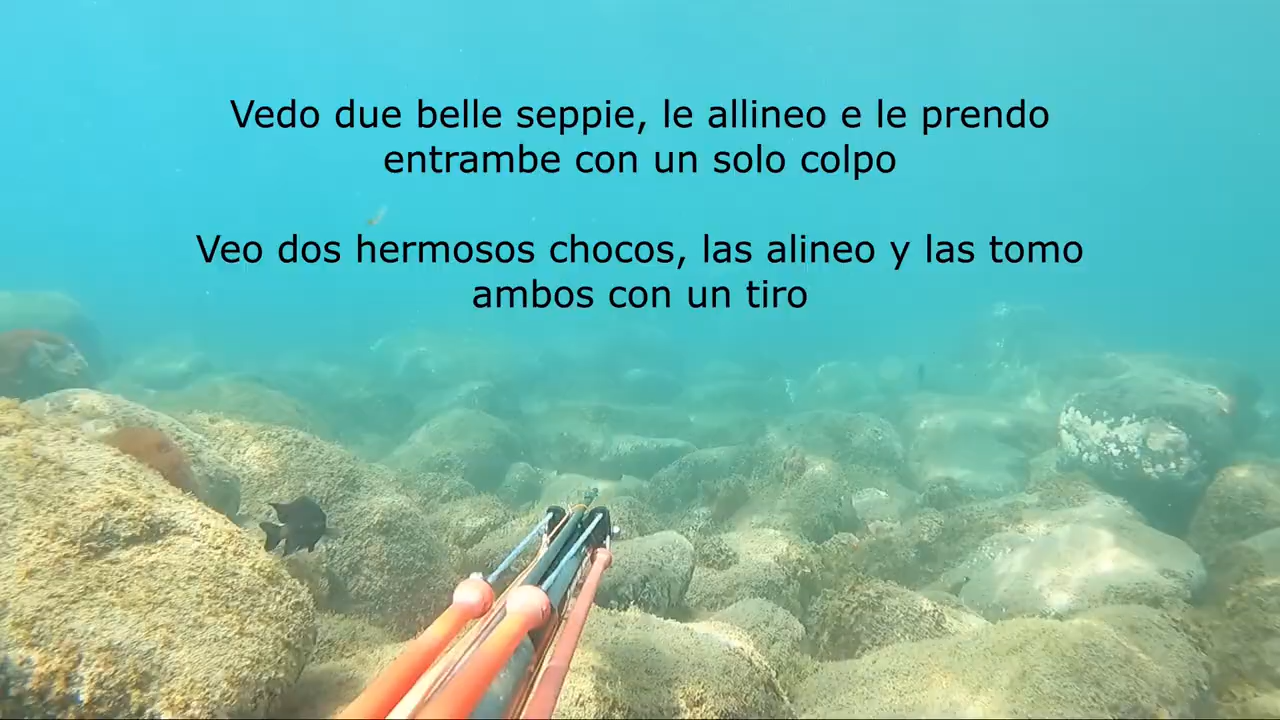 Vedo due belle seppie, le allineo e le prendo
entrambe con un solo colpo
Veo dos hermosos chocos, las alineo y las tomo
ambos con un tiro